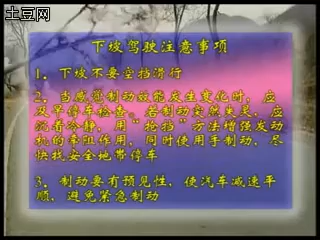 土豆网
下坡驾驶注意事项
1．下坡不要空挡滑行
2．当感觉制动效能发生变化时，应
及早停车检查。若制动突然失灵，应
沉着冷静，用“抢挡”方法增强发动
机的牵阻作用，同时使用手制动，尽
快找安全地带停车
3．制动要有预见性，使汽车减速平
顺，避免紧急制动